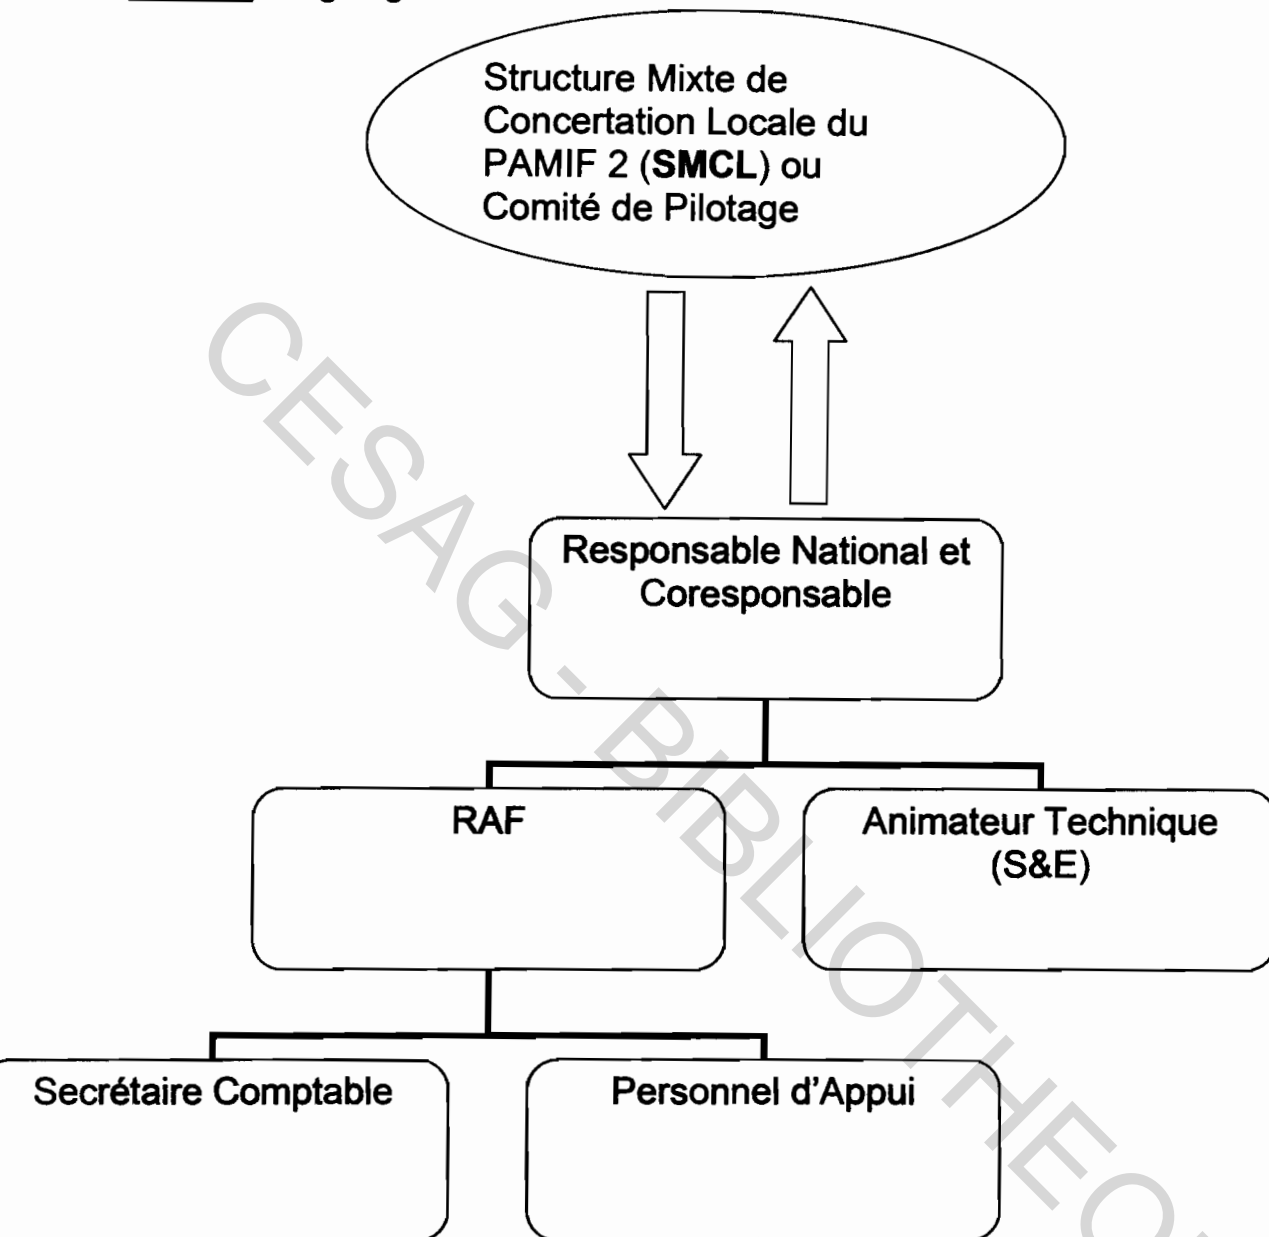 Structure Mixte de
Concertation Locale du
PAMIF 2 (SMCL) ou
Comité de Pilotage
Responsable National et
Coresponsable
RAF
Animateur Technique
(S&E)
Secrétaire Comptable
Personnel d'Appui
CESAG - BIBLIOTHEQ